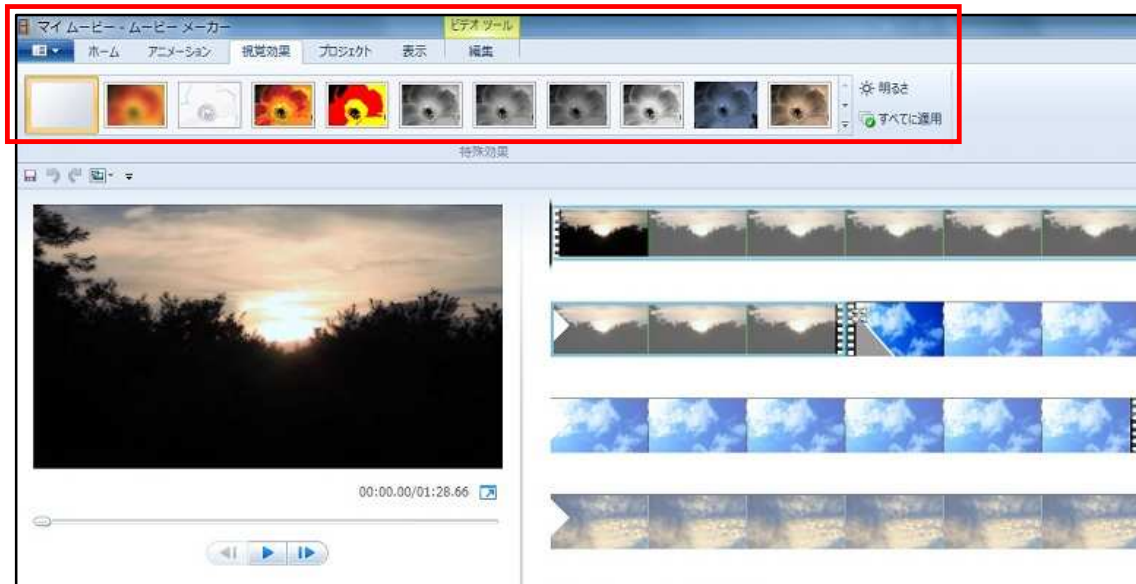 マイ ムービー - ムービー メーカー
ビデオ ツール
ホーム アニメーション 視覚効果 プロジェクト 表示 編集
明るさ
すべてに適用
特殊効果
00:00.00/01:28.66